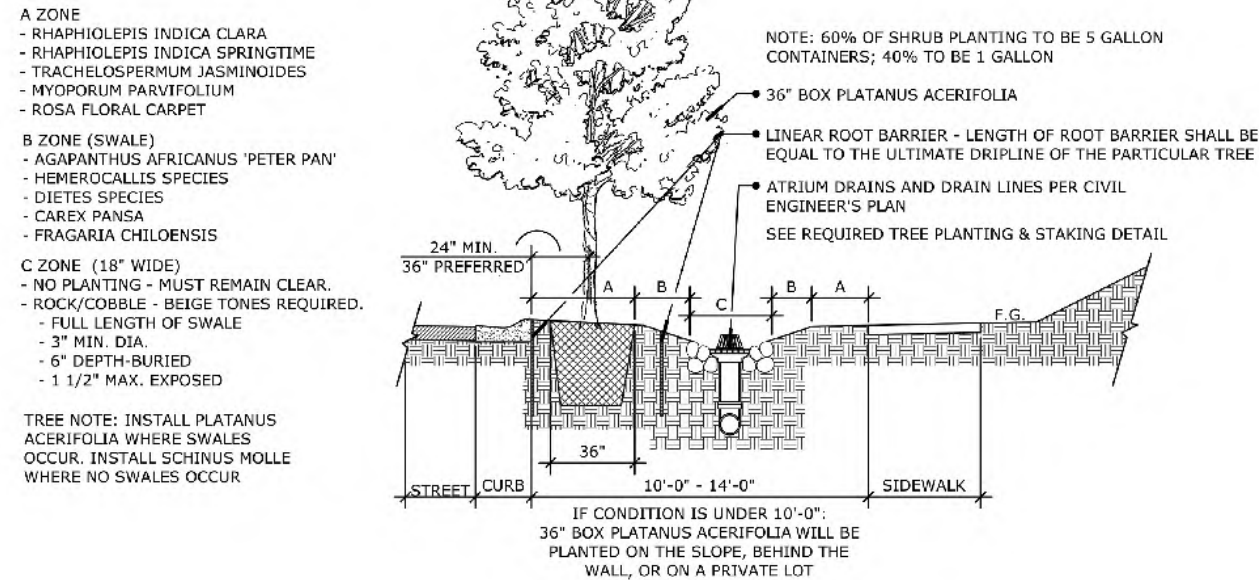 A ZONE
- RHAPHIOLEPIS INDICA CLARA
- RHAPHIOLEPIS INDICA SPRINGTIME
- TRACHELOSPERMUM JASMINOIDES
- MYOPORUM PARVIFOLIUM
- ROSA FLORAL CARPET
B ZONE (SWALE)
- AGAPANTHUS AFRICANUS 'PETER PAN'
- HEMEROCALLIS SPECIES
- DIETES SPECIES
- CAREX PANSA
- FRAGARIA CHILOENSIS
C ZONE (18" WIDE)
- NO PLANTING - MUST REMAIN CLEAR.
- ROCK/COBBLE - BEIGE TONES REQUIRED.
- FULL LENGTH OF SWALE
- 3" MIN. DIA.
- 6" DEPTH-BURIED
- 1 1/2" MAX. EXPOSED
TREE NOTE: INSTALL PLATANUS
ACERIFOLIA WHERE SWALES
OCCUR. INSTALL SCHINUS MOLLE
WHERE NO SWALES OCCUR
NOTE: 60% OF SHRUB PLANTING TO BE 5 GALLON
CONTAINERS; 40% TO BE 1 GALLON
36" BOX PLATANUS ACERIFOLIA
LINEAR ROOT BARRIER - LENGTH OF ROOT BARRIER SHALL BE
EQUAL TO THE ULTIMATE DRIPLINE OF THE PARTICULAR TREE
ATRIUM DRAINS AND DRAIN LINES PER CIVIL
ENGINEER'S PLAN
SEE REQUIRED TREE PLANTING & STAKING DETAIL
24" MIN.
36" PREFERRED
A B C B A
F.G.
36"
STREET CURB 10'-0" - 14'-0" SIDEWALK
IF CONDITION IS UNDER 10'-0":
36" BOX PLATANUS ACERIFOLIA WILL BE
PLANTED ON THE SLOPE, BEHIND THE
WALL, OR ON A PRIVATE LOT